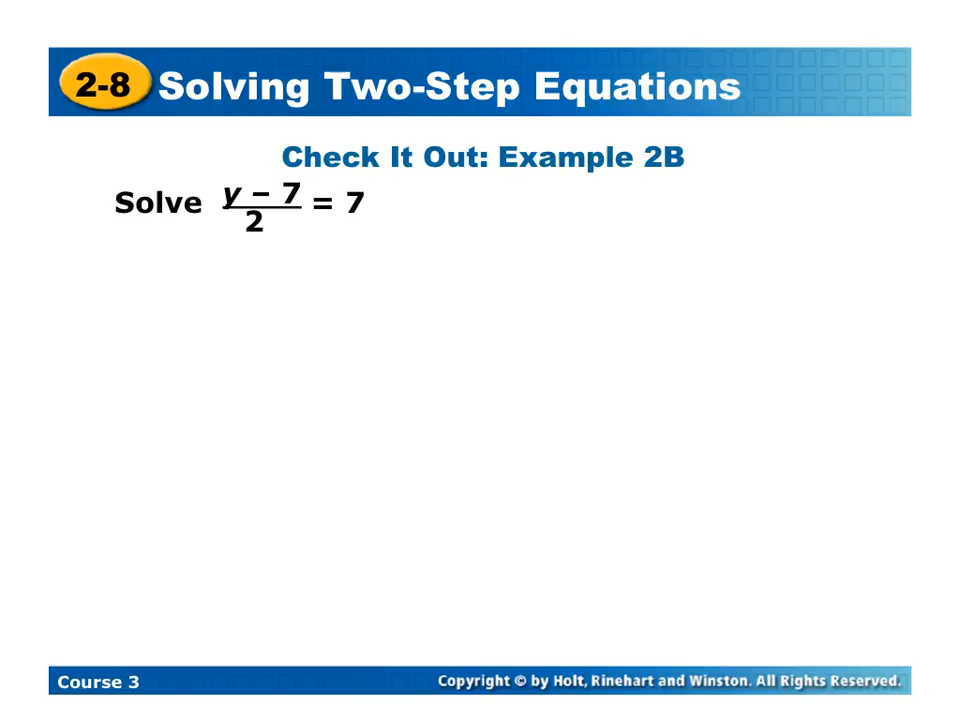 2-8 Solving Two-Step Equations
Check It Out: Example 2B
Solve y − 7 = 7
2
Course 3 Copyright © by Holt, Rinehart and Winston. All Rights Reserved.